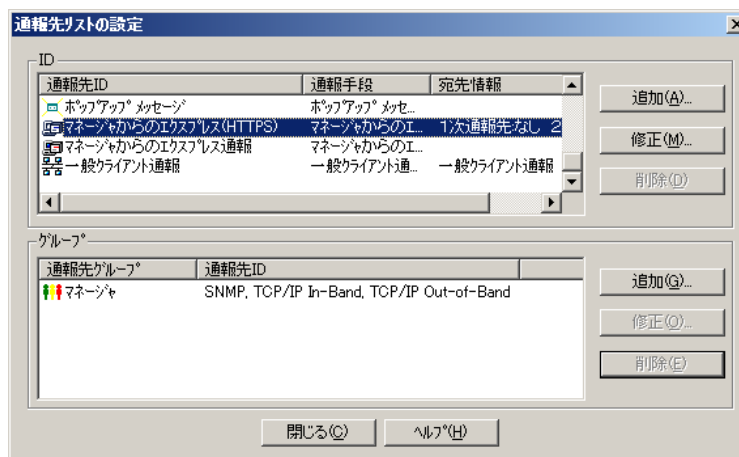 通報先リストの設定
ID
通報先ID 通報手段 宛先情報
ポップアップ メッセージ ポップアップ メッセ...
マネージャからのエクスプレス(HTTPS) マネージャからのエ... 1次通報先:なし 2
マネージャからのエクスプレス通報 マネージャからのエ...
一般クライアント通報 一般クライアント通... 一般クライアント通報
追加(A)...
修正(M)...
削除(D)
グループ
通報先グループ 通報先ID
マネージャ SNMP, TCP/IP In-Band, TCP/IP Out-of-Band
追加(G)...
修正(O)...
削除(E)
閉じる(C) ヘルプ(H)